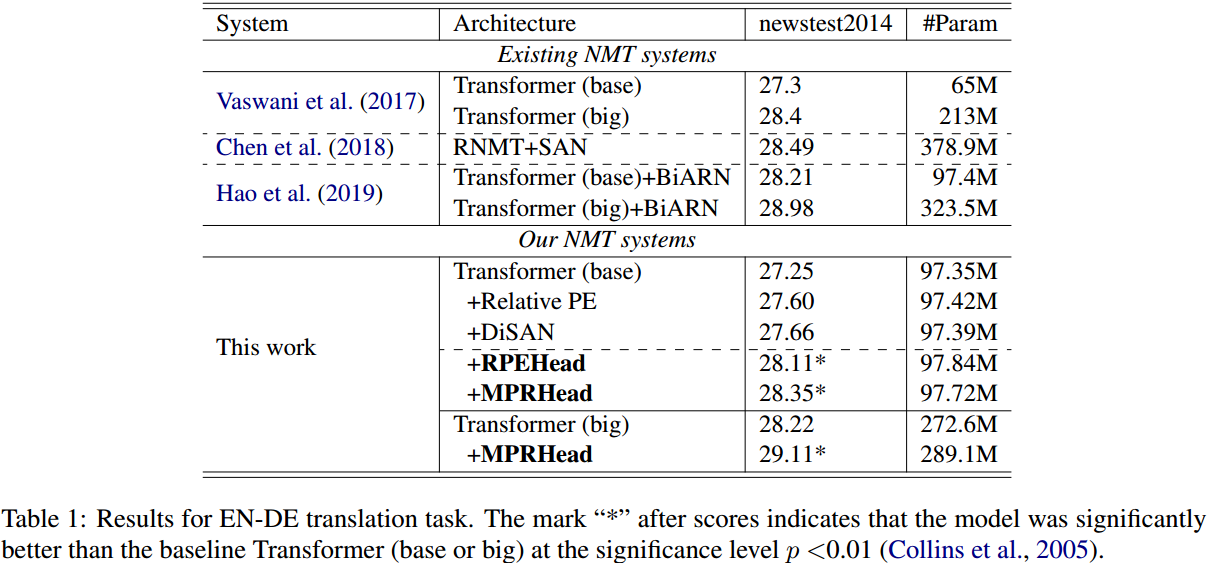 System Architecture newstest2014 #Param
Existing NMT systems
Vaswani et al. (2017) Transformer (base) 27.3 65M
Transformer (big) 28.4 213M
Chen et al. (2018) RNMT+SAN 28.49 378.9M
Hao et al. (2019) Transformer (base)+BiARN 28.21 97.4M
Transformer (big)+BiARN 28.98 323.5M
Our NMT systems
This work Transformer (base) 27.25 97.35M
+Relative PE 27.60 97.42M
+DiSAN 27.66 97.39M
+RPEHead 28.11* 97.84M
+MPRHead 28.35* 97.72M
Transformer (big) 28.22 272.6M
+MPRHead 29.11* 289.1M
Table 1: Results for EN-DE translation task. The mark “*” after scores indicates that the model was significantly
better than the baseline Transformer (base or big) at the significance level p <0.01 (Collins et al., 2005).